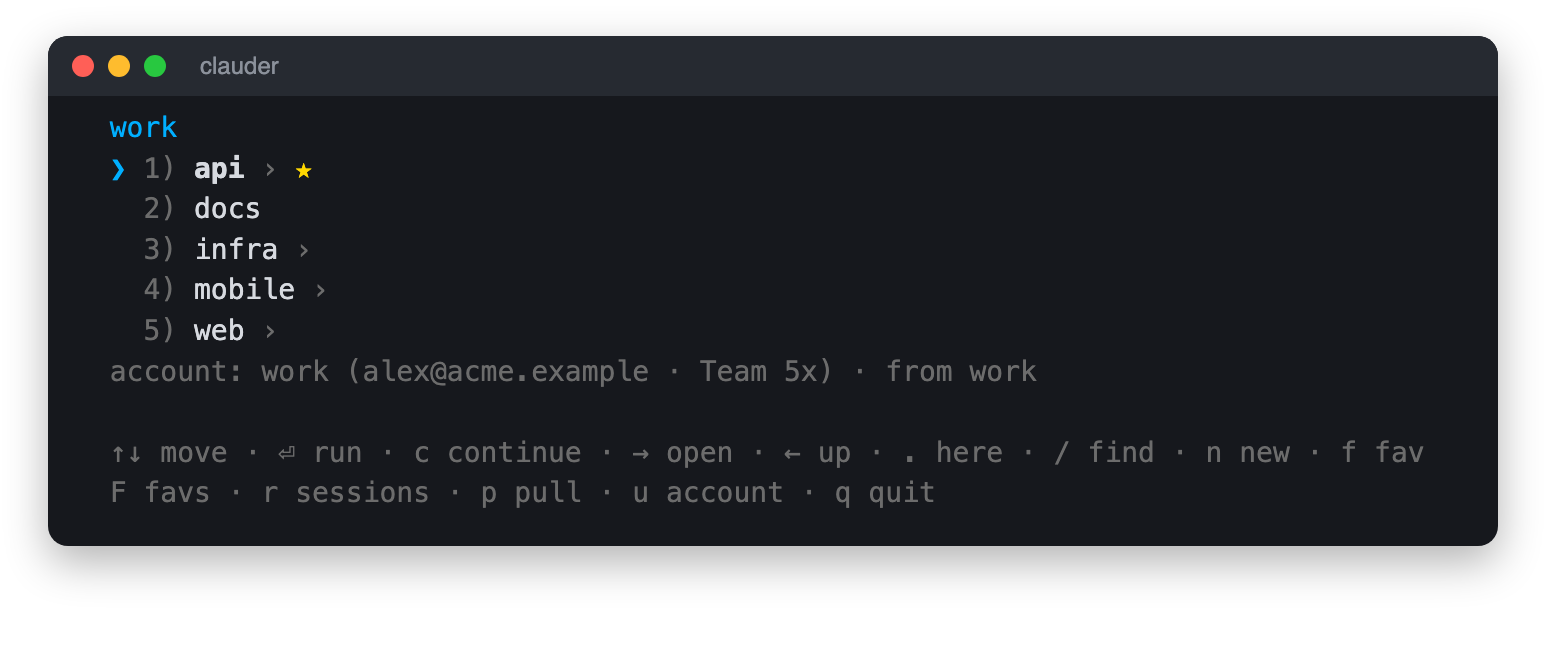 clauder
work
❯ 1) api › ★
2) docs
3) infra ›
4) mobile ›
5) web ›
account: work (alex@acme.example · Team 5x) · from work
↑↓ move · ⏎ run · c continue · → open · ← up · . here · / find · n new · f fav
F favs · r sessions · p pull · u account · q quit